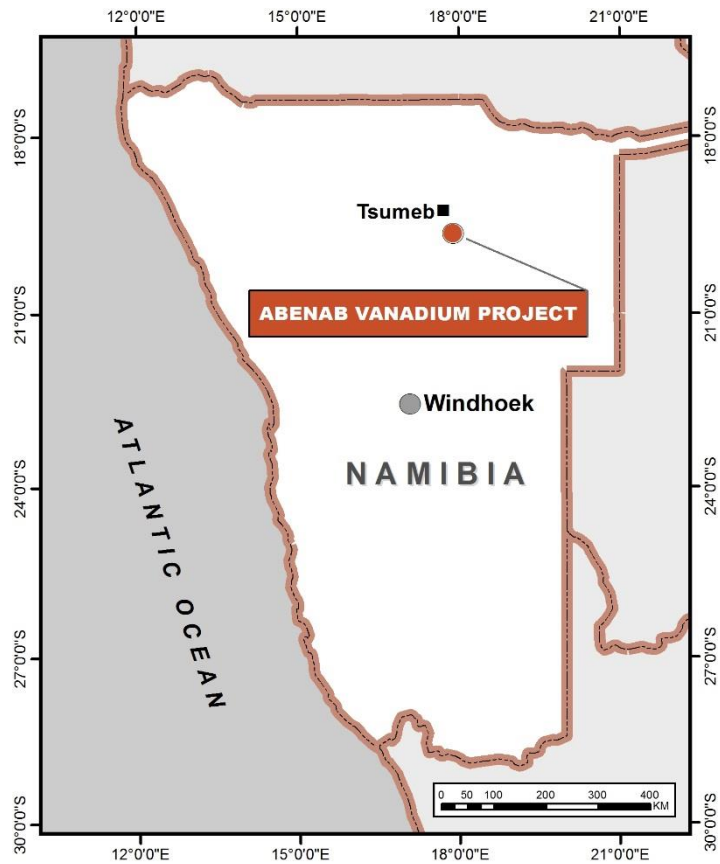 12°0'0"E 15°0'0"E 18°0'0"E 21°0'0"E
18°0'0"S 18°0'0"S
Tsumeb
21°0'0"S 21°0'0"S
ABENAB VANADIUM PROJECT
Windhoek
NAMIBIA
24°0'0"S 24°0'0"S
ATLANTIC OCEAN
27°0'0"S 27°0'0"S
0 50 100 200 300 400
KM
30°0'0"S 30°0'0"S
12°0'0"E 15°0'0"E 18°0'0"E 21°0'0"E